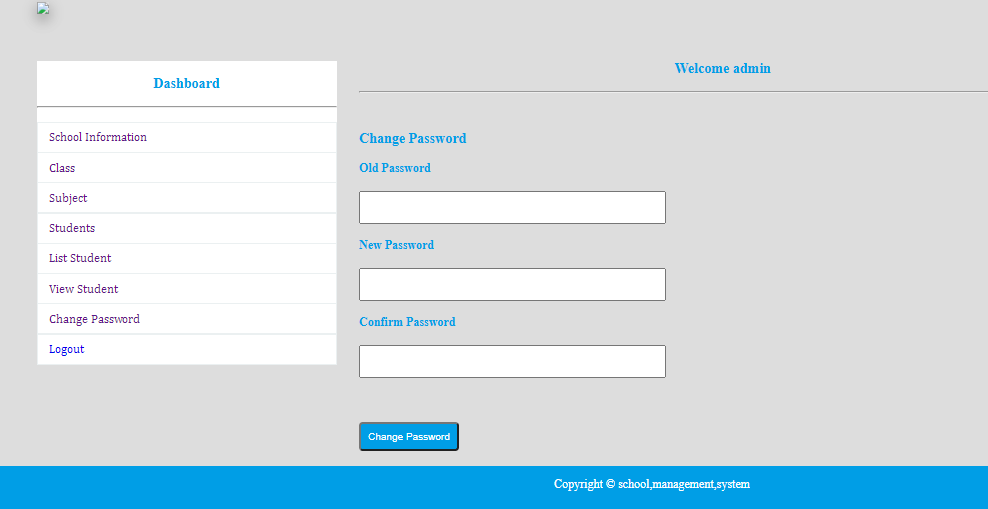 Dashboard
School Information
Class
Subject
Students
List Student
View Student
Change Password
Logout
Welcome admin
Change Password
Old Password
New Password
Confirm Password
Change Password
Copyright © school,management,system